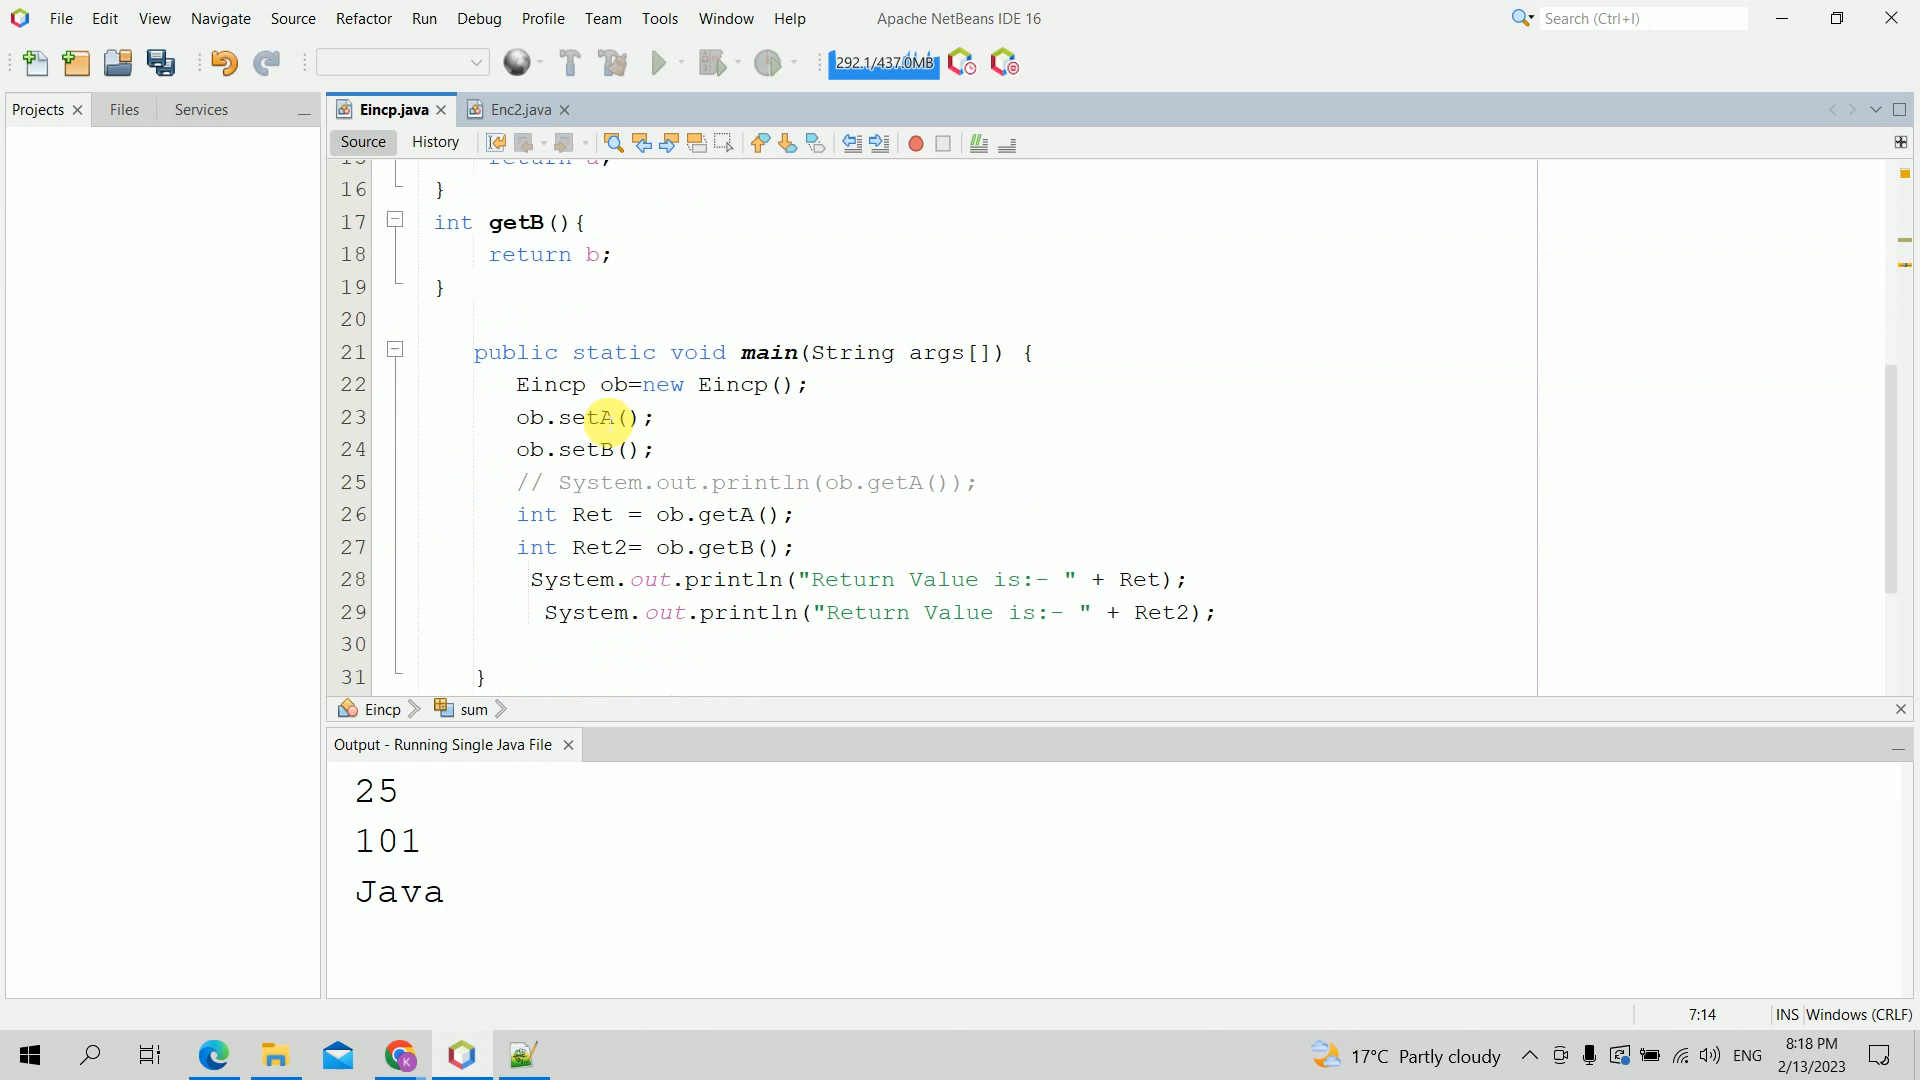 File Edit View Navigate Source Refactor Run Debug Profile Team Tools Window Help
Apache NetBeans IDE 16
Search (Ctrl+I)
292.1/437.0MB
Projects Files Services
Eincp.java Enc2.java
Source History
15 return a;
16 }
17 int getB(){
18 return b;
19 }
20
21 public static void main(String args[]) {
22 Eincp ob=new Eincp();
23 ob.setA();
24 ob.setB();
25 // System.out.println(ob.getA());
26 int Ret = ob.getA();
27 int Ret2= ob.getB();
28 System.out.println("Return Value is:- " + Ret);
29 System.out.println("Return Value is:- " + Ret2);
30
31 }
Eincp sum
Output - Running Single Java File
25
101
Java
7:14 INS Windows (CRLF)
K
17°C Partly cloudy ENG
8:18 PM
2/13/2023